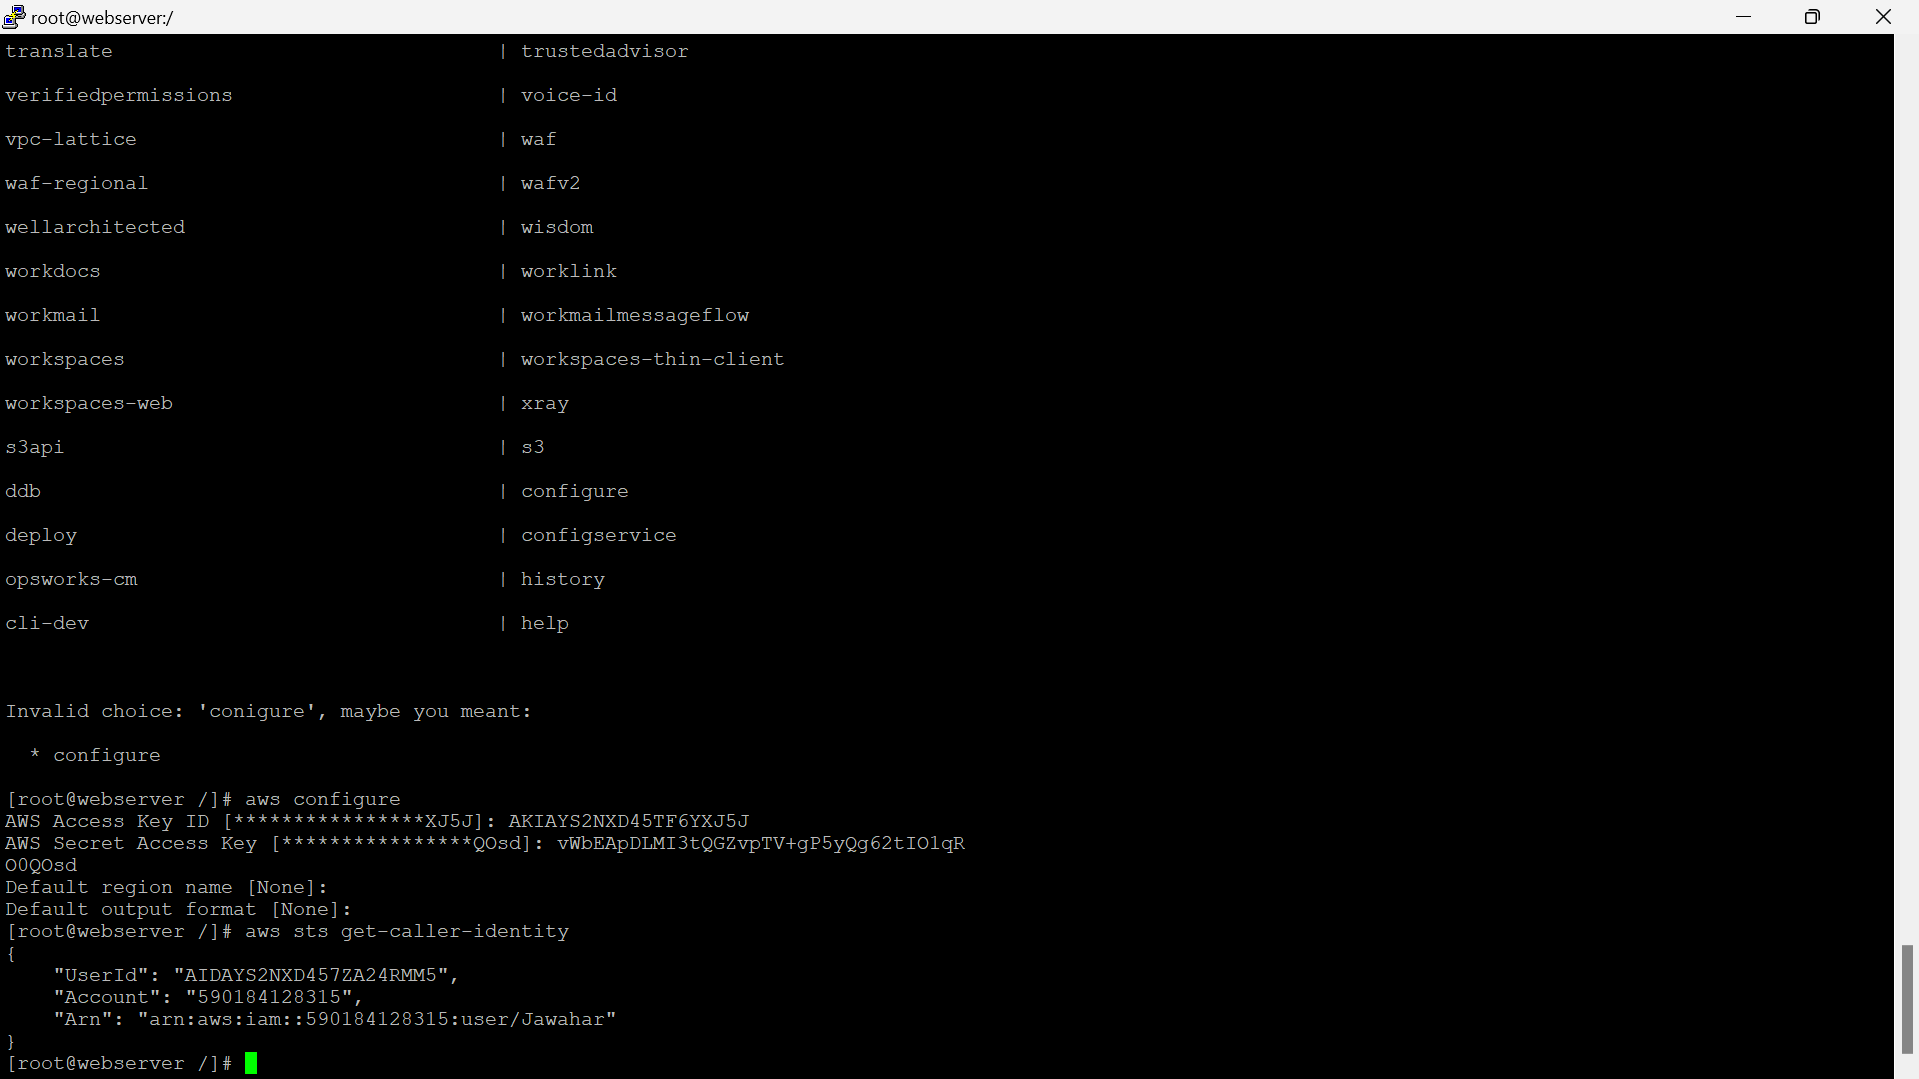 root@webserver:/
translate | trustedadvisor
verifiedpermissions | voice-id
vpc-lattice | waf
waf-regional | wafv2
wellarchitected | wisdom
workdocs | worklink
workmail | workmailmessageflow
workspaces | workspaces-thin-client
workspaces-web | xray
s3api | s3
ddb | configure
deploy | configservice
opsworks-cm | history
cli-dev | help
Invalid choice: 'conigure', maybe you meant:
* configure
[root@webserver /]# aws configure
AWS Access Key ID [****************XJ5J]: AKIAYS2NXD45TF6YXJ5J
AWS Secret Access Key [****************QOsd]: vWbEApDLMI3tQGZvpTV+gP5yQg62tIO1qR
O0QOsd
Default region name [None]:
Default output format [None]:
[root@webserver /]# aws sts get-caller-identity
{
"UserId": "AIDAYS2NXD457ZA24RMM5",
"Account": "590184128315",
"Arn": "arn:aws:iam::590184128315:user/Jawahar"
}
[root@webserver /]#